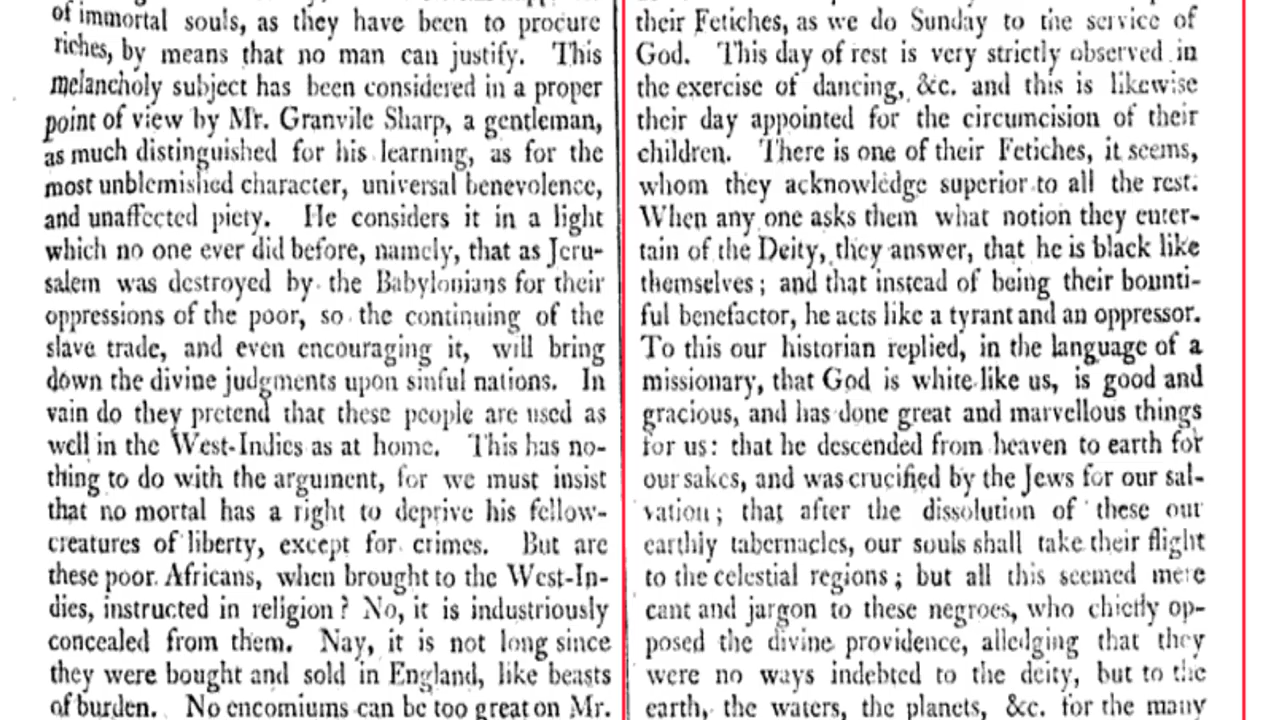 of immortal souls, as they have been to procure
riches, by means that no man can justify. This
melancholy subject has been considered in a proper
point of view by Mr. Granvile Sharp, a gentleman,
as much distinguished for his learning, as for the
most unblemished character, universal benevolence,
and unaffected piety. He considers it in a light
which no one ever did before, namely, that as Jeru-
salem was destroyed by the Babylonians for their
oppressions of the poor, so the continuing of the
slave trade, and even encouraging it, will bring
down the divine judgments upon sinful nations. In
vain do they pretend that these people are used as
well in the West-Indies as at home. This has no-
thing to do with the argument, for we must insist
that no mortal has a right to deprive his fellow-
creatures of liberty, except for crimes. But are
these poor Africans, when brought to the West-In-
dies, instructed in religion? No, it is industriously
concealed from them. Nay, it is not long since
they were bought and sold in England, like beasts
of burden. No encomiums can be too great on Mr.
their Fetiches, as we do Sunday to the service of
God. This day of rest is very strictly observed in
the exercise of dancing, &c. and this is likewise
their day appointed for the circumcision of their
children. There is one of their Fetiches, it seems,
whom they acknowledge superior to all the rest.
When any one asks them what notion they enter-
tain of the Deity, they answer, that he is black like
themselves; and that instead of being their bounti-
ful benefactor, he acts like a tyrant and an oppressor.
To this our historian replied, in the language of a
missionary, that God is white like us, is good and
gracious, and has done great and marvellous things
for us: that he descended from heaven to earth for
our sakes, and was crucified by the Jews for our sal-
vation; that after the dissolution of these our
earthly tabernacles, our souls shall take their flight
to the celestial regions; but all this seemed mere
cant and jargon to these negroes, who chiefly op-
posed the divine providence, alledging that they
were no ways indebted to the deity, but to the
earth, the waters, the planets, &c. for the many